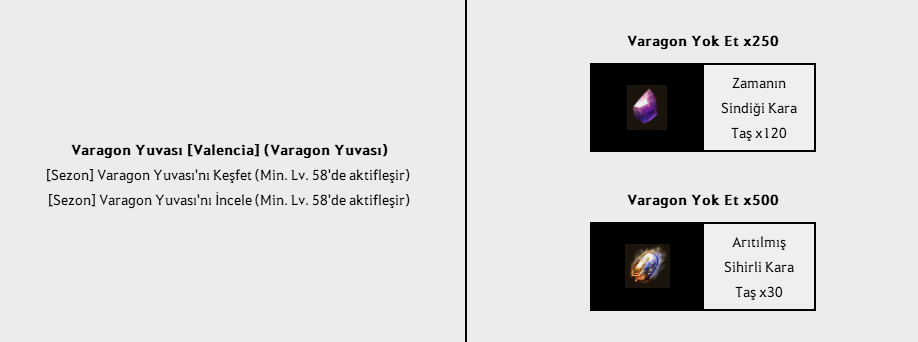 Varagon Yuvası [Valencia] (Varagon Yuvası)
[Sezon] Varagon Yuvası'nı Keşfet (Min. Lv. 58'de aktifleşir)
[Sezon] Varagon Yuvası'nı İncele (Min. Lv. 58'de aktifleşir)
Varagon Yok Et x250
Zamanın
Sindiği Kara
Taş x120
Varagon Yok Et x500
Arıtılmış
Sihirli Kara
Taş x30